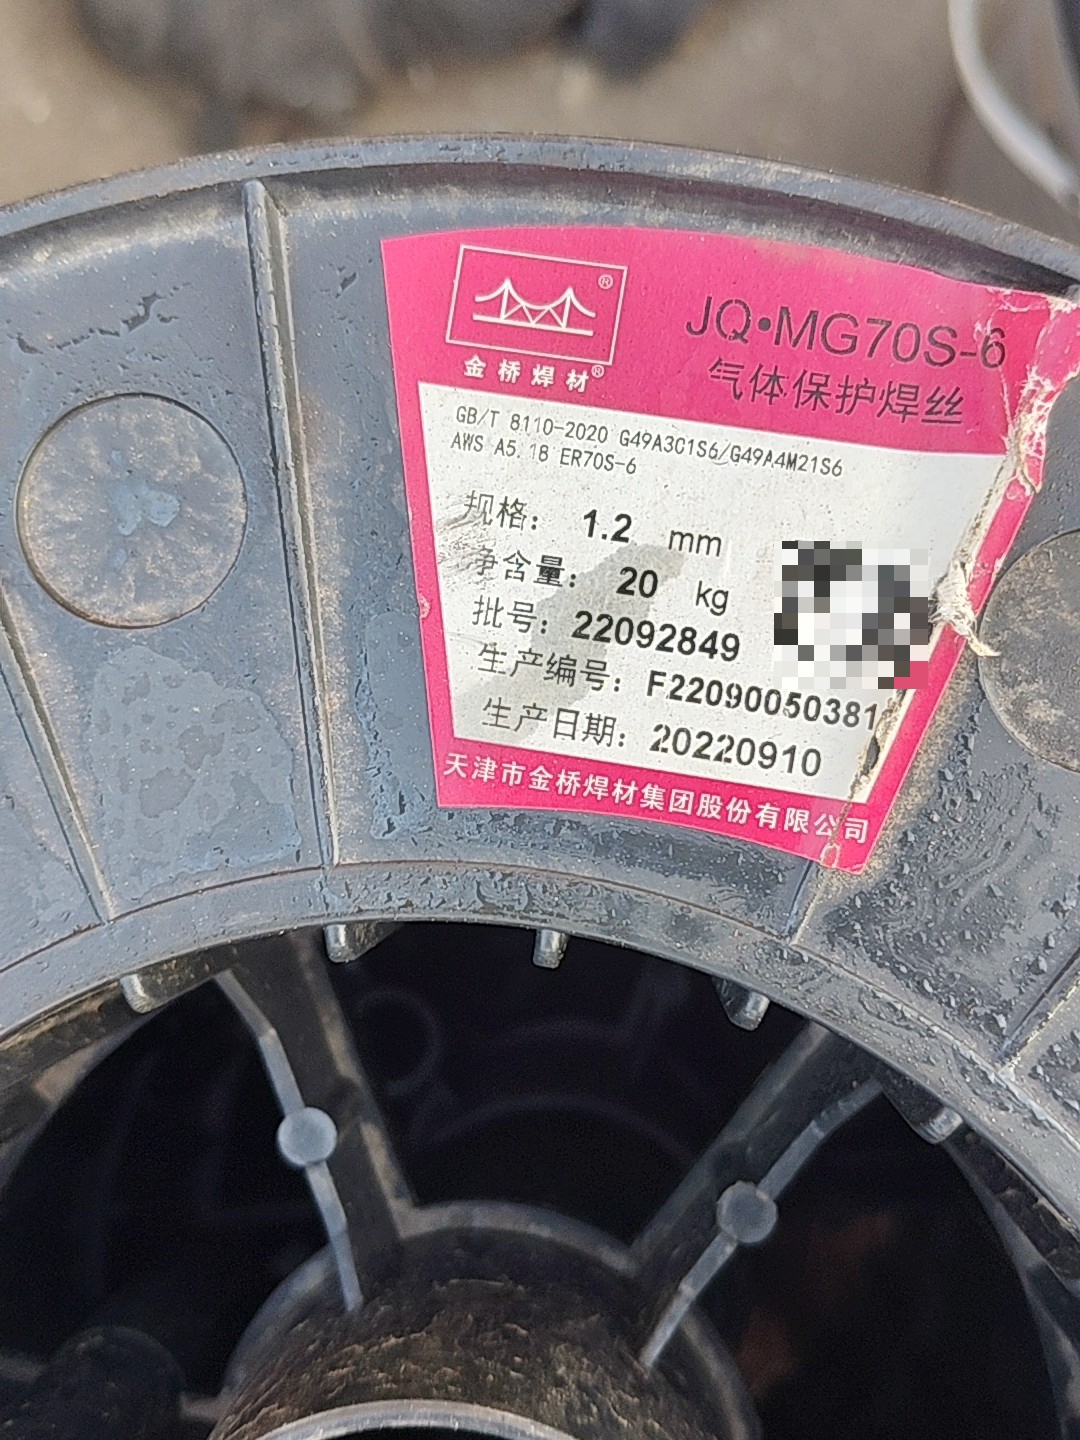 金桥焊材®
JQ·MG70S-6
气体保护焊丝
GB/T 8110-2020 G49A3C1S6/G49A4M21S6
AWS A5.18 ER70S-6
规格： 1.2 mm
净含量： 20 kg
批号： 22092849
生产编号： F22090050381
生产日期： 20220910
天津市金桥焊材集团股份有限公司